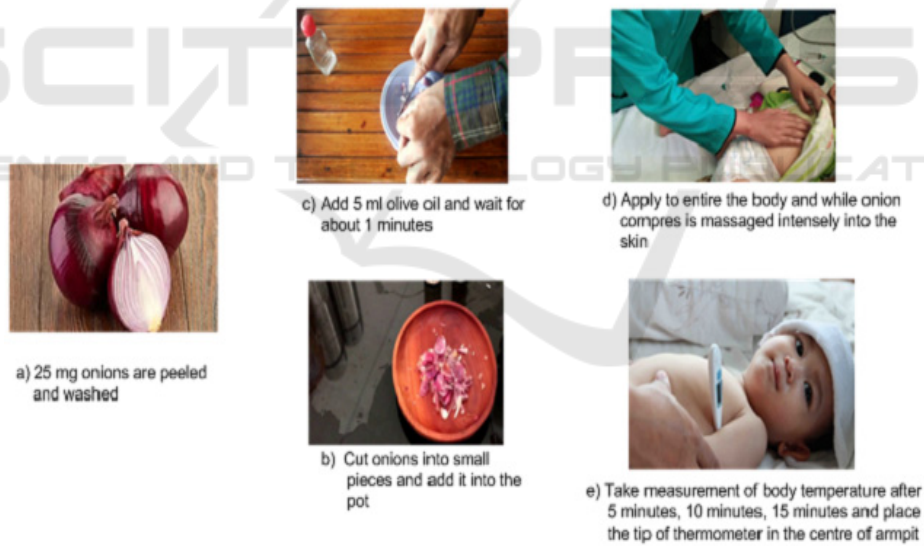 a) 25 mg onions are peeled
and washed
b) Cut onions into small
pieces and add it into the
pot
c) Add 5 ml olive oil and wait for
about 1 minutes
d) Apply to entire the body and while onion
compres is massaged intensely into the
skin
e) Take measurement of body temperature after
5 minutes, 10 minutes, 15 minutes and place
the tip of thermometer in the centre of armpit